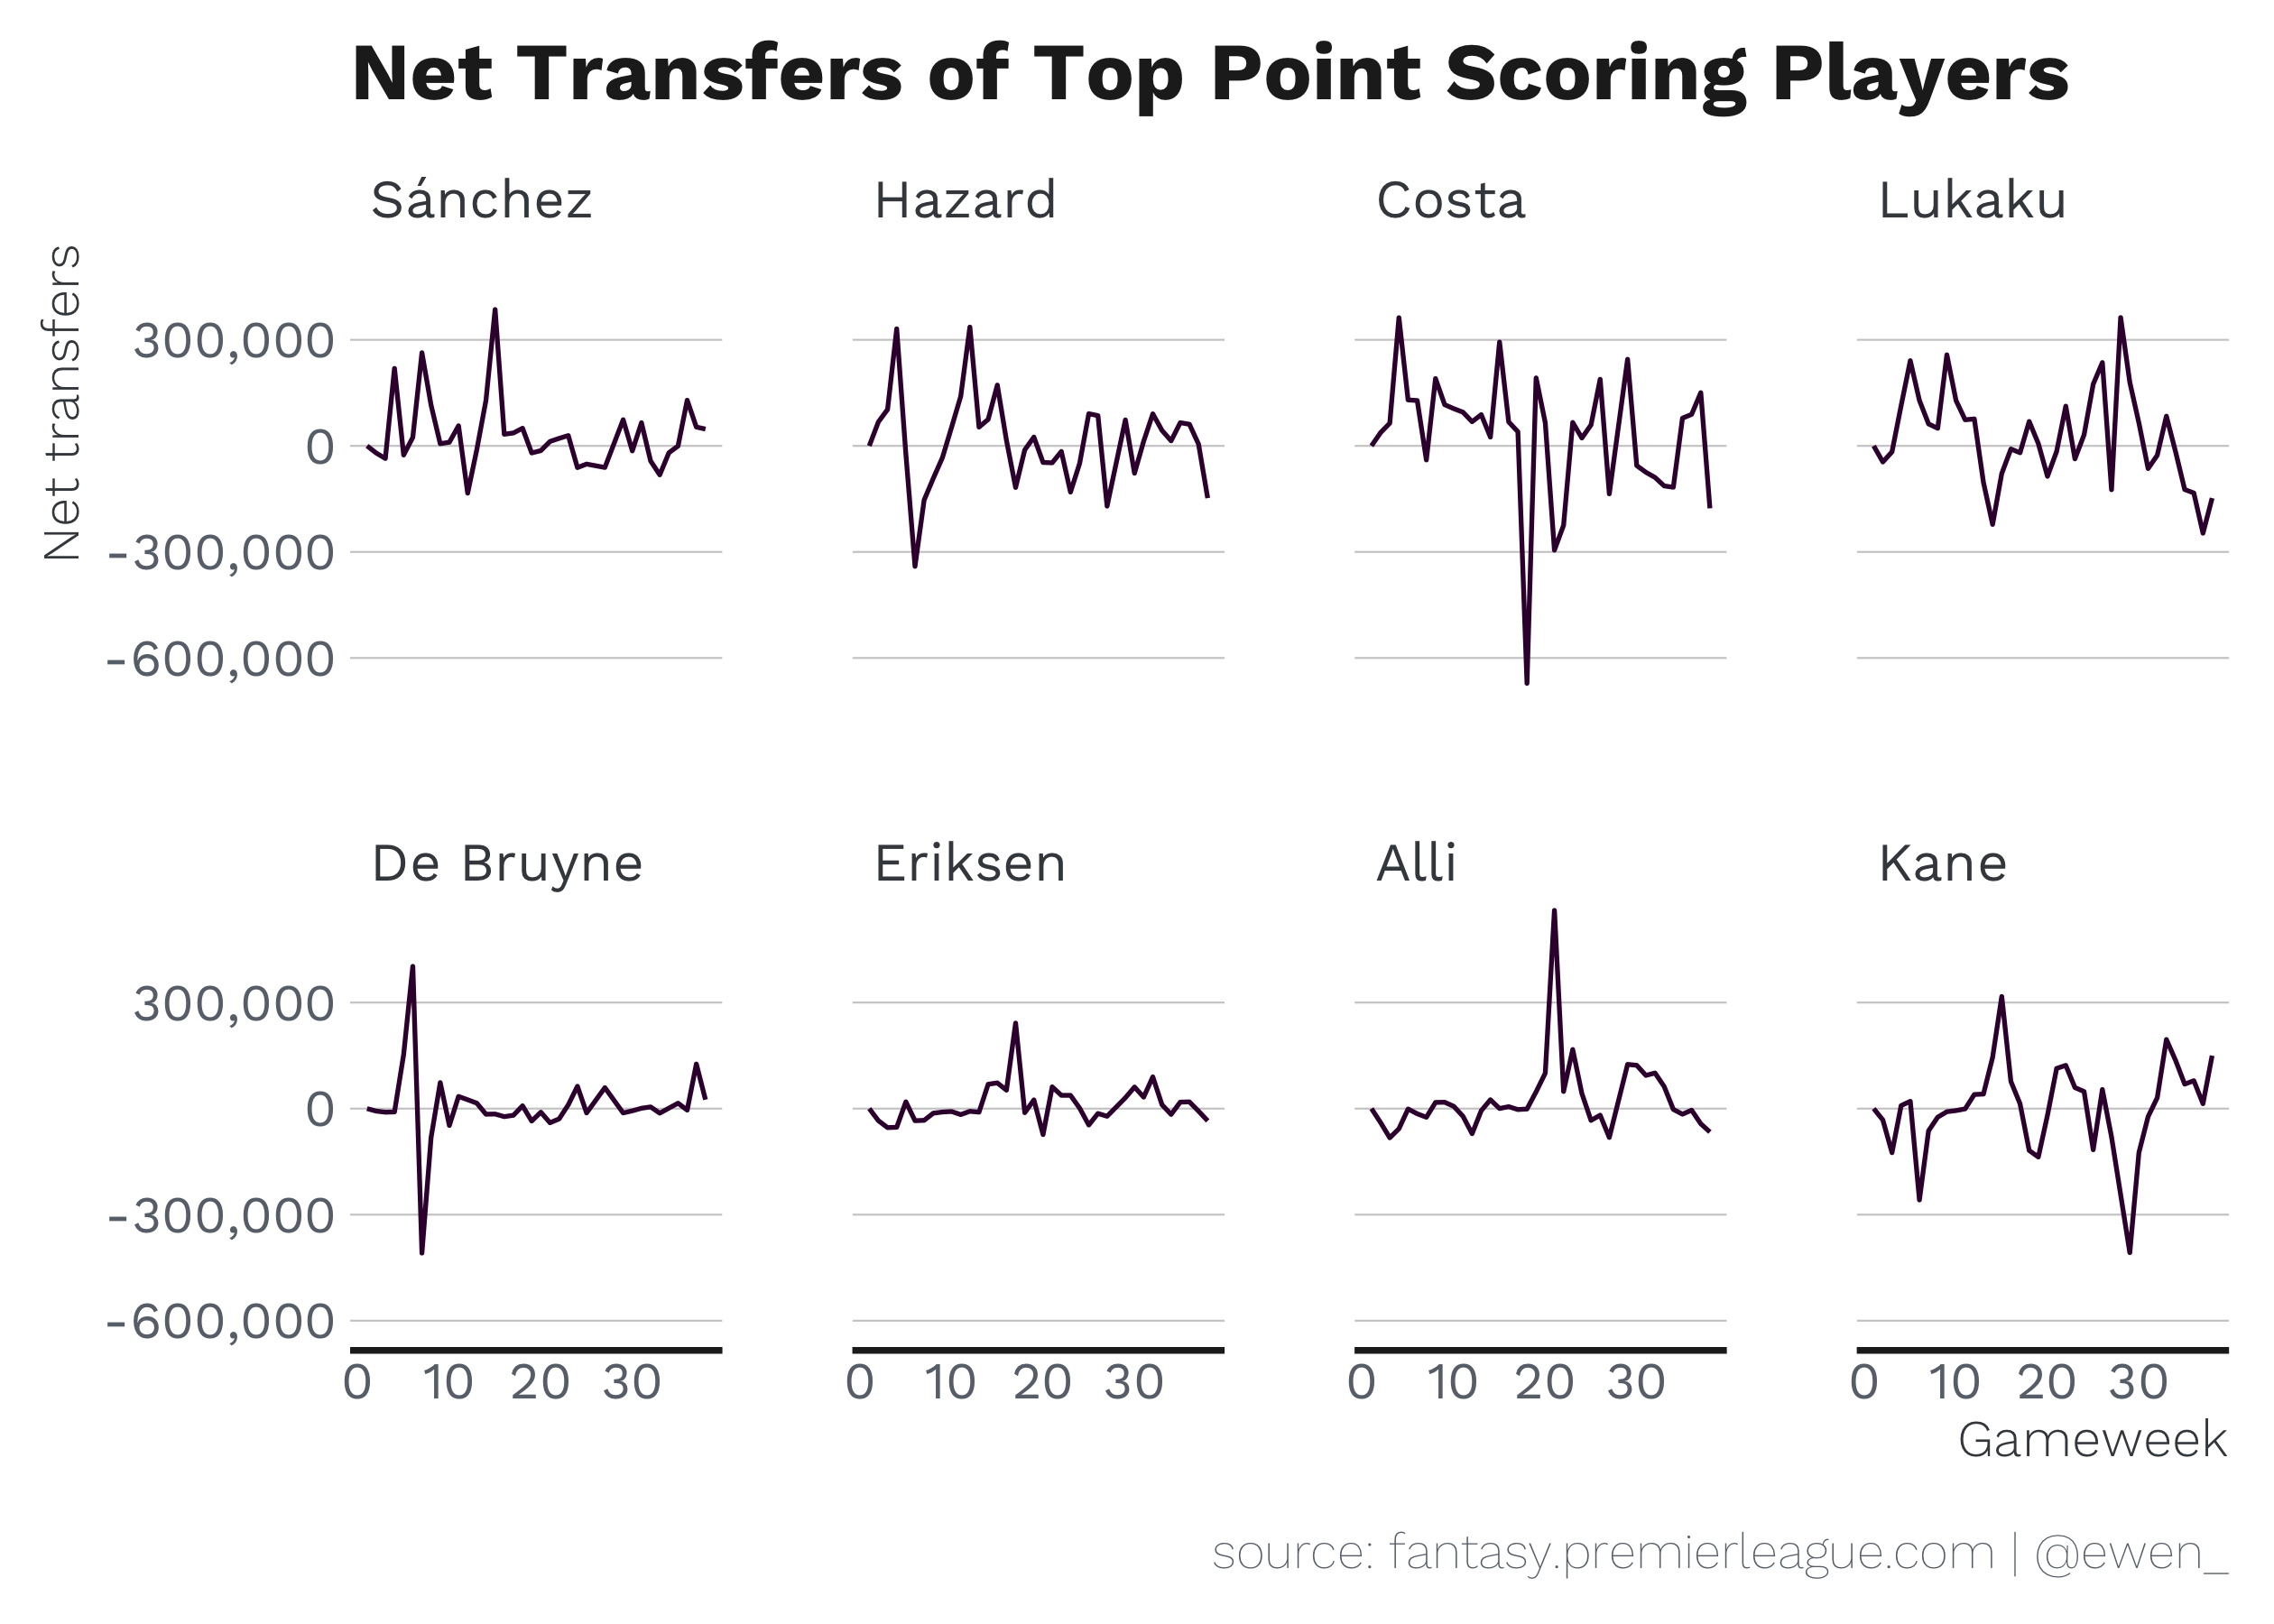 Net Transfers of Top Point Scoring Players
Sánchez Hazard Costa Lukaku
Net transfers
300,000
0
-300,000
-600,000
De Bruyne Eriksen Alli Kane
300,000
0
-300,000
-600,000
0 10 20 30 0 10 20 30 0 10 20 30 0 10 20 30
Gameweek
source: fantasy.premierleague.com | @ewen_